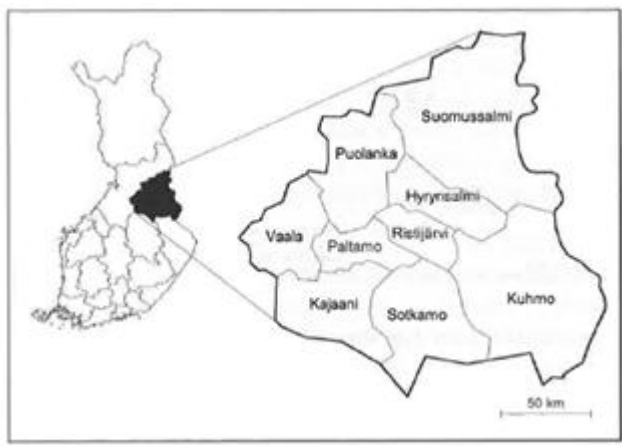 Suomussalmi
Puolanka
Hyrynsalmi
Vaala
Paltamo
Ristijärvi
Kajaani
Sotkamo
Kuhmo
50 km